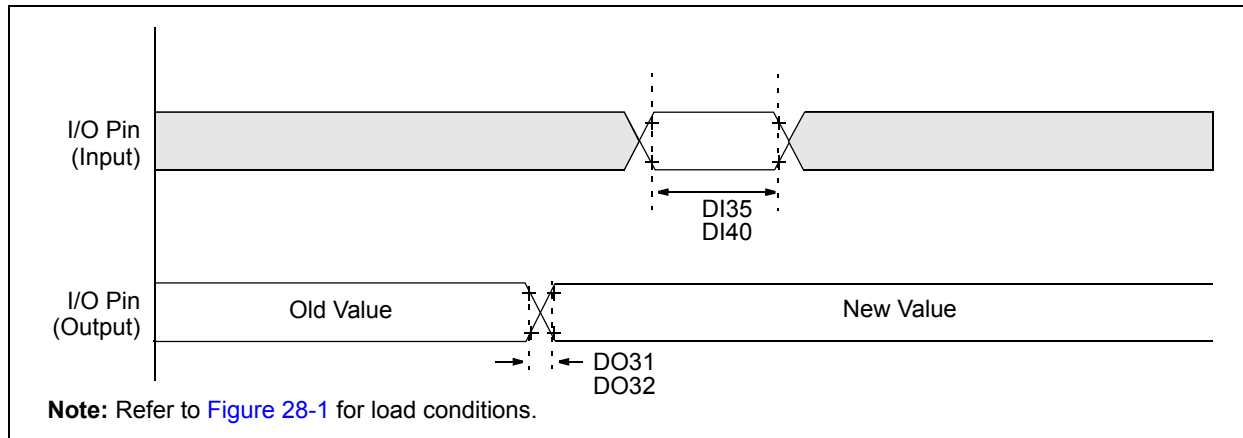 I/O Pin
(Input)
DI35
DI40
I/O Pin
(Output)
Old Value
New Value
DO31
DO32
Note: Refer to Figure 28-1 for load conditions.